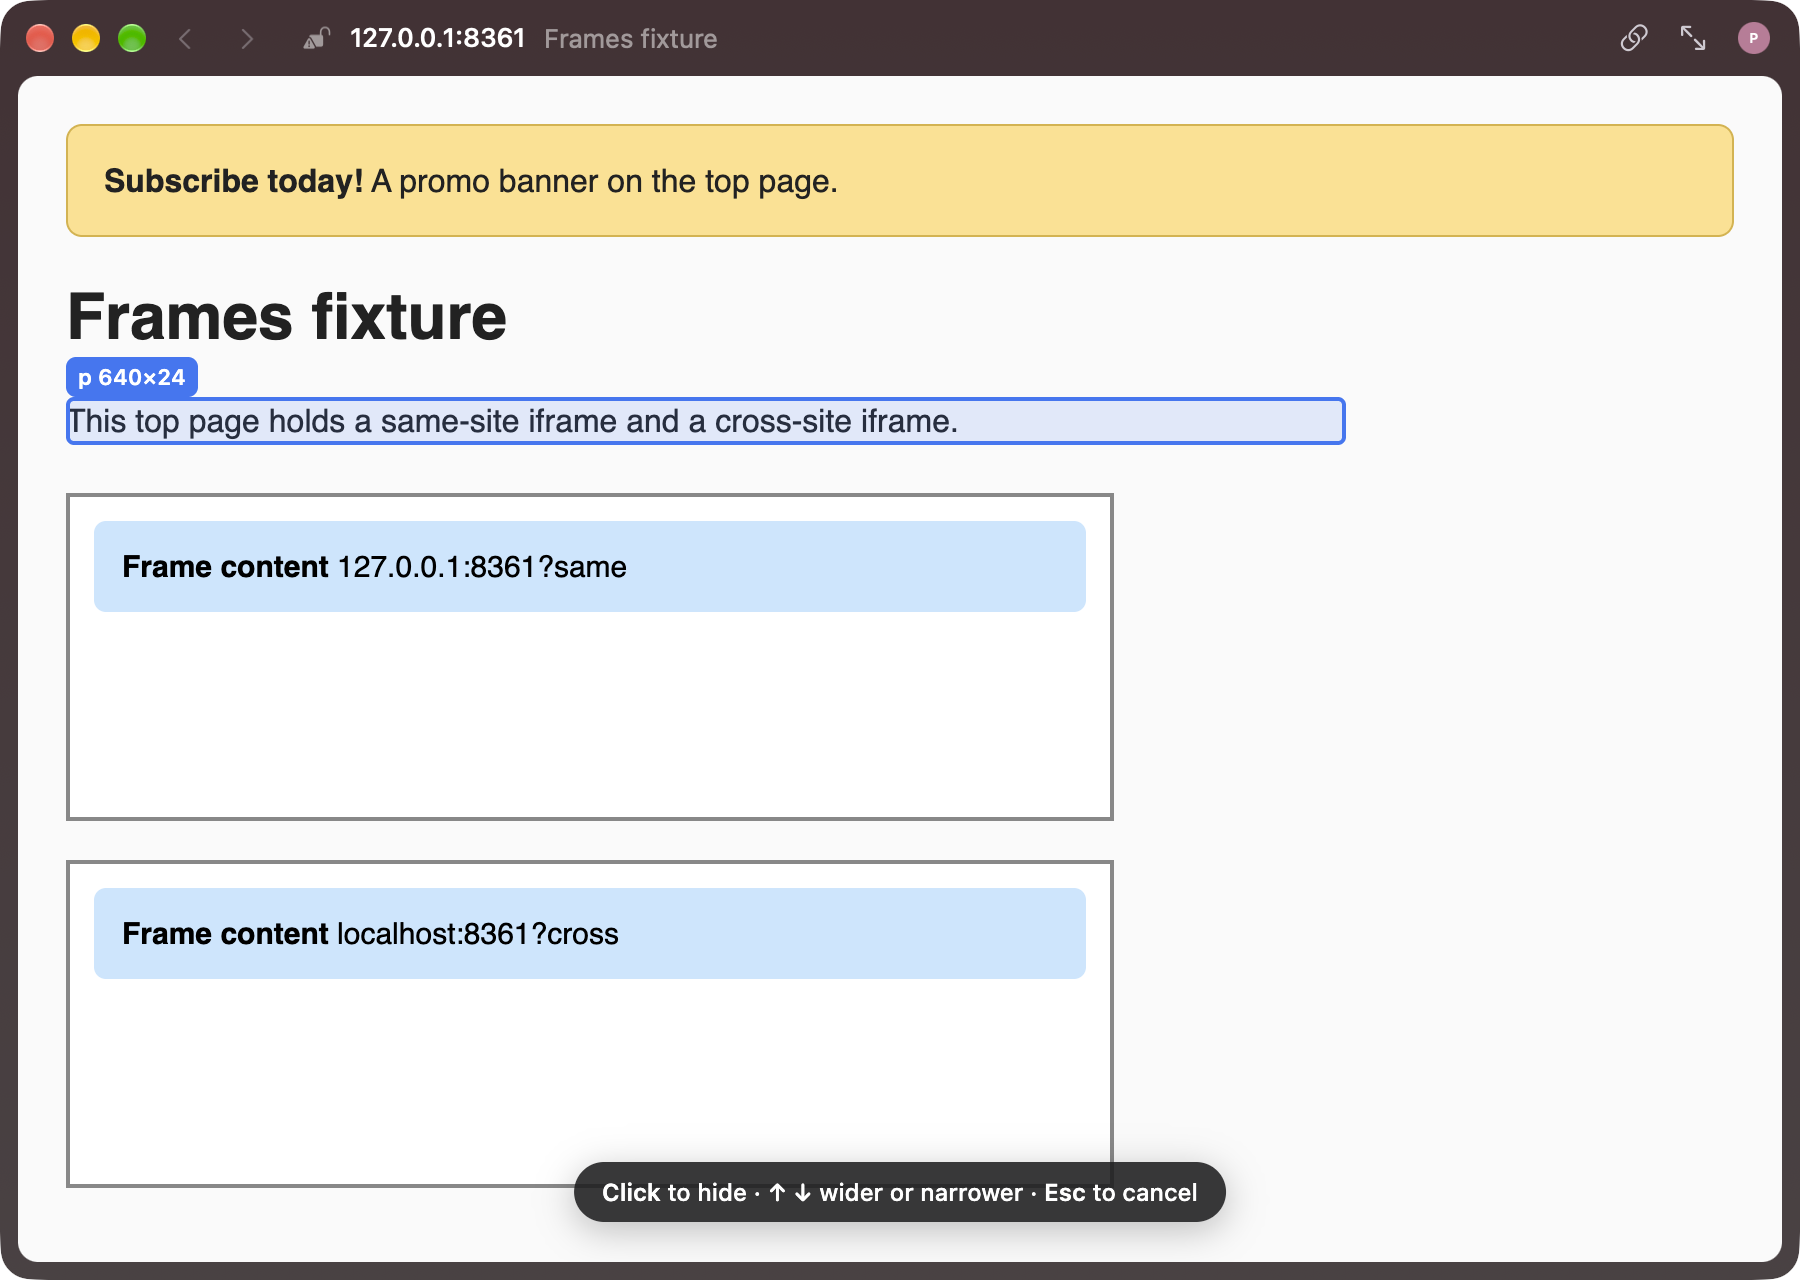 127.0.0.1:8361 Frames fixture
P
Subscribe today! A promo banner on the top page.
Frames fixture
p 640×24
This top page holds a same-site iframe and a cross-site iframe.
Frame content 127.0.0.1:8361?same
Frame content localhost:8361?cross
Click to hide · ↑ ↓ wider or narrower · Esc to cancel